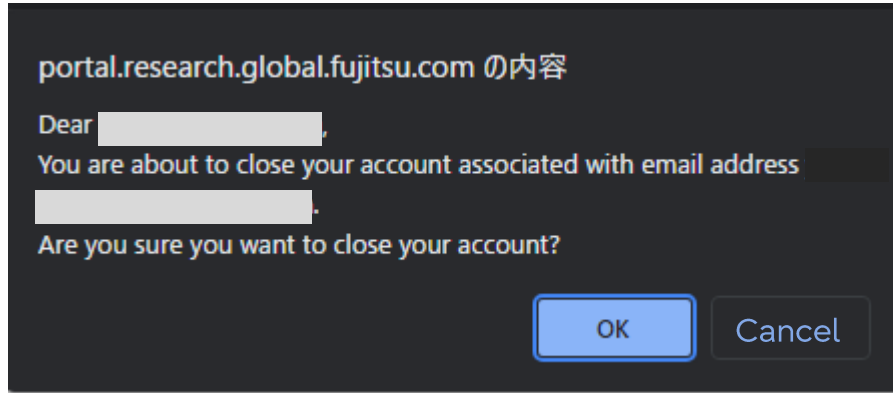 portal.research.global.fujitsu.com の内容
Dear ,
You are about to close your account associated with email address
.
Are you sure you want to close your account?
OK
Cancel